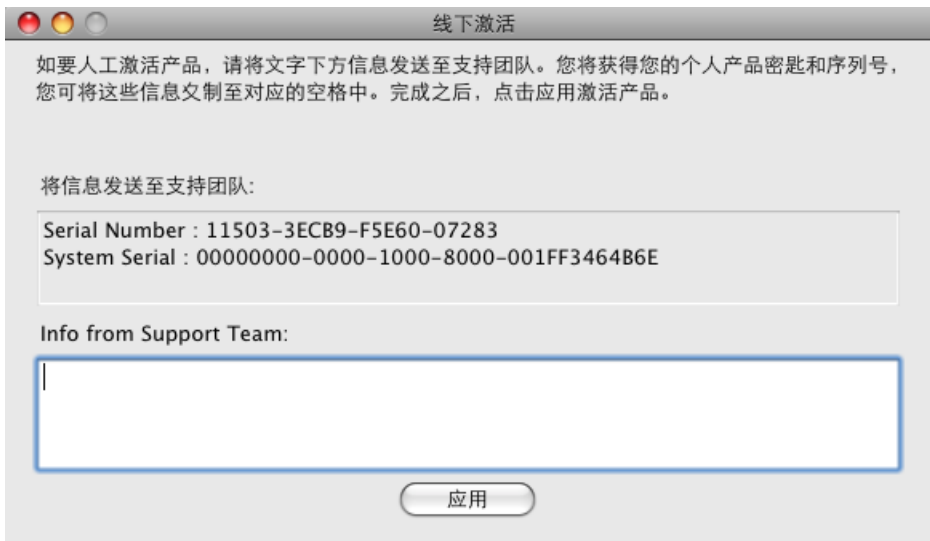 线下激活
如要人工激活产品，请将文字下方信息发送至支持团队。您将获得您的个人产品密匙和序列号，
您可将这些信息爻制至对应的空格中。完成之后，点击应用激活产品。
将信息发送至支持团队:
Serial Number : 11503-3ECB9-F5E60-07283
System Serial : 00000000-0000-1000-8000-001FF3464B6E
Info from Support Team:
应用